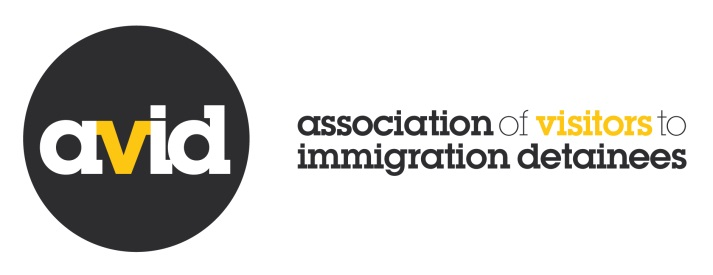 avid
association of visitors to
immigration detainees